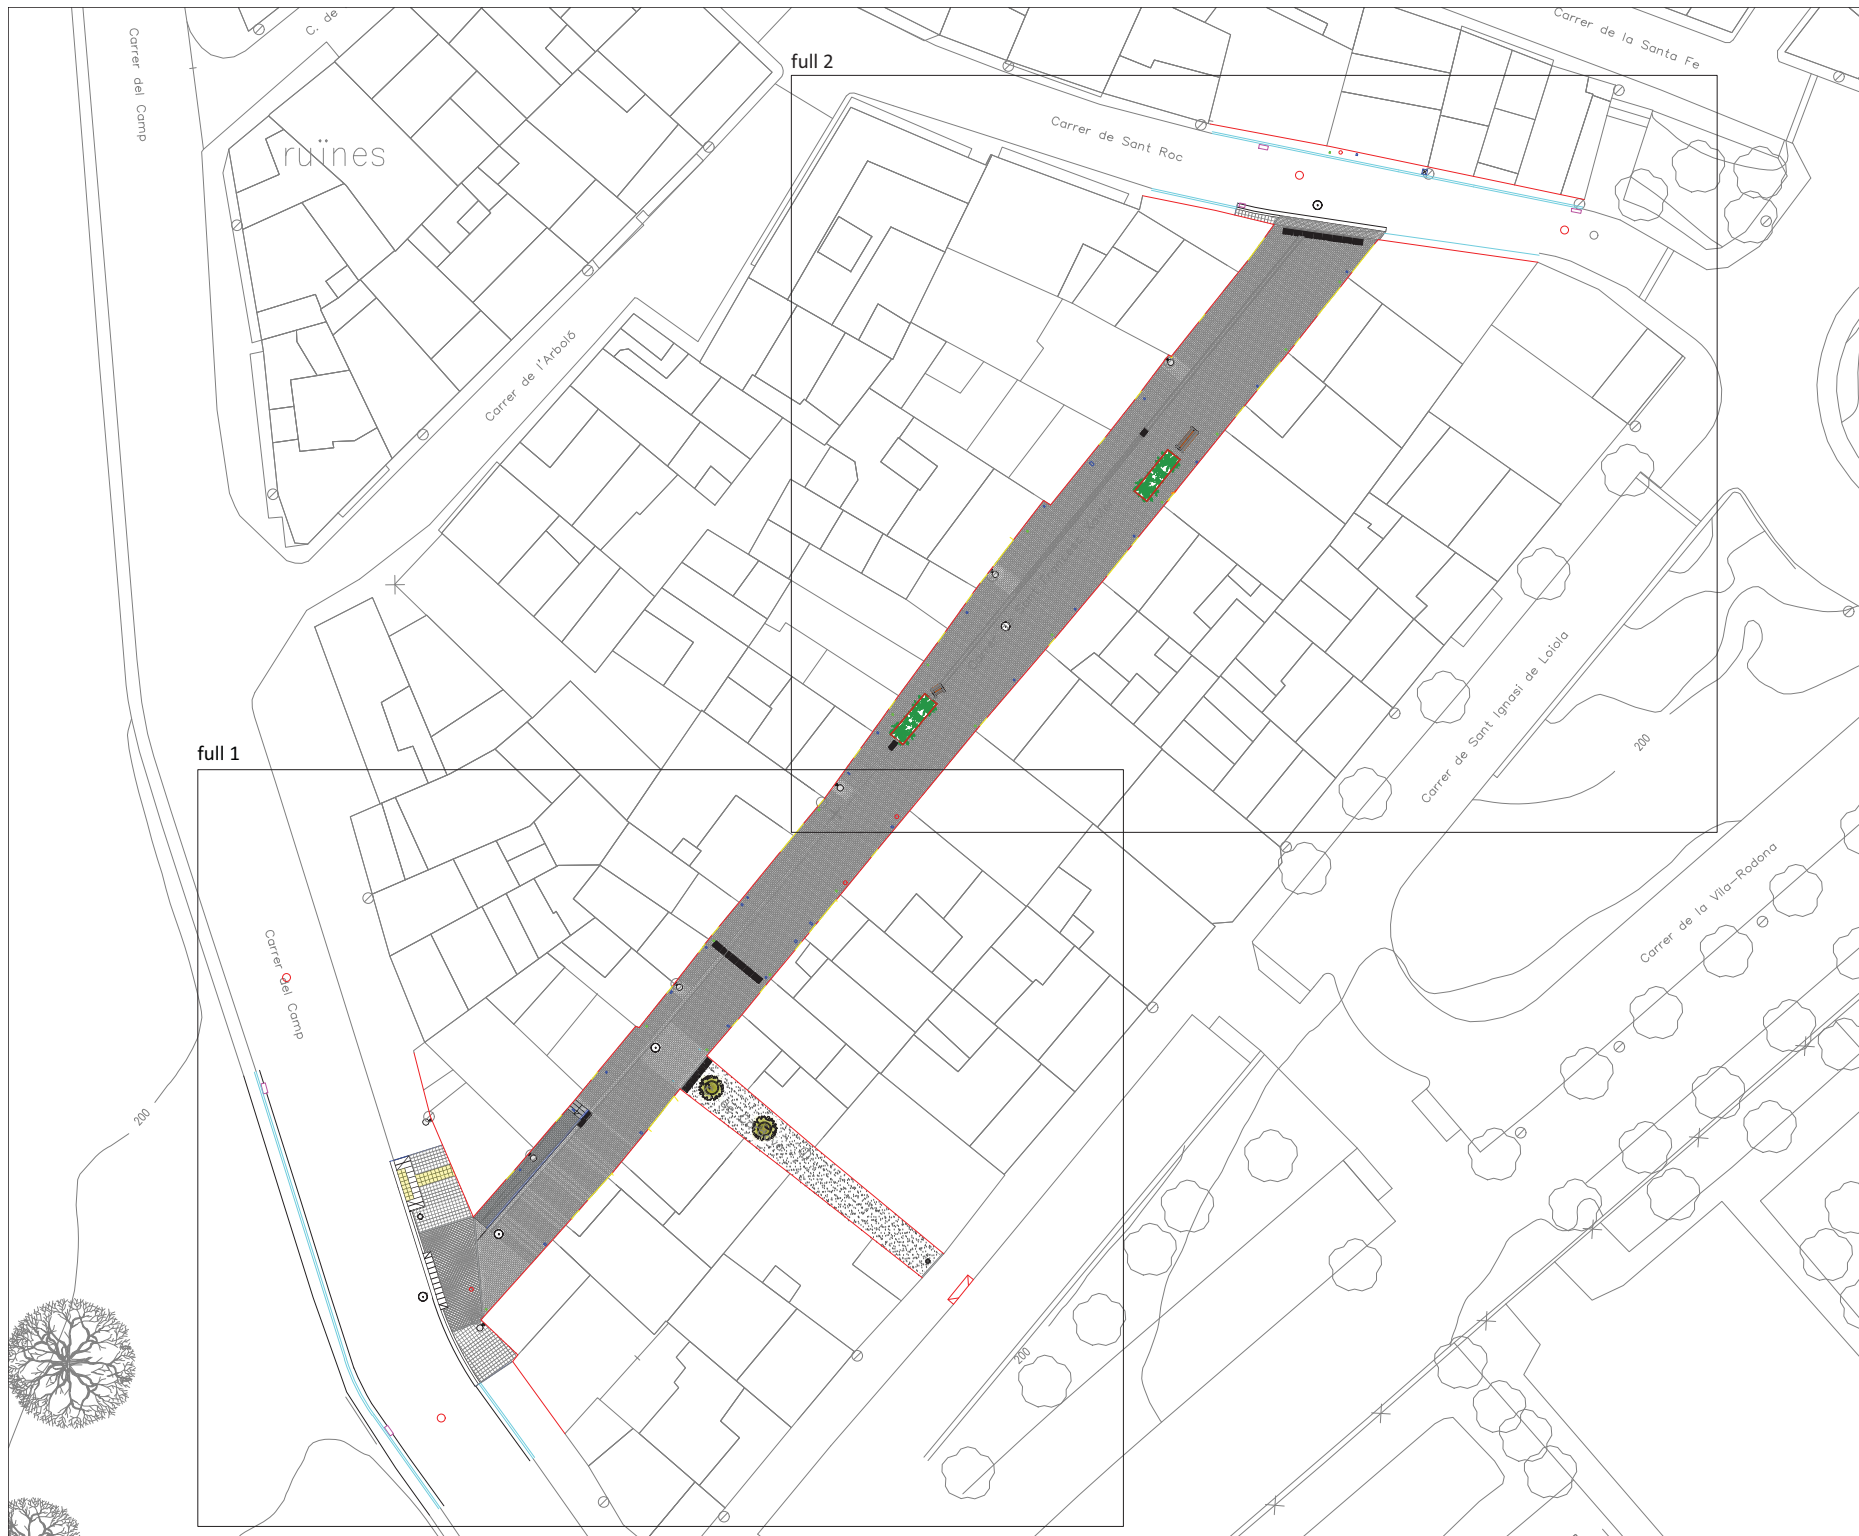 C. de
Carrer de la Santa Fe
Carrer del Camp
full 2
Carrer de Sant Roc
ruïnes
Carrer de l'Arboló
Carrer de Sant Ignasi de Loiola
200
full 1
Carrer de la Vila-Rodona
Carrer del Camp
200
200